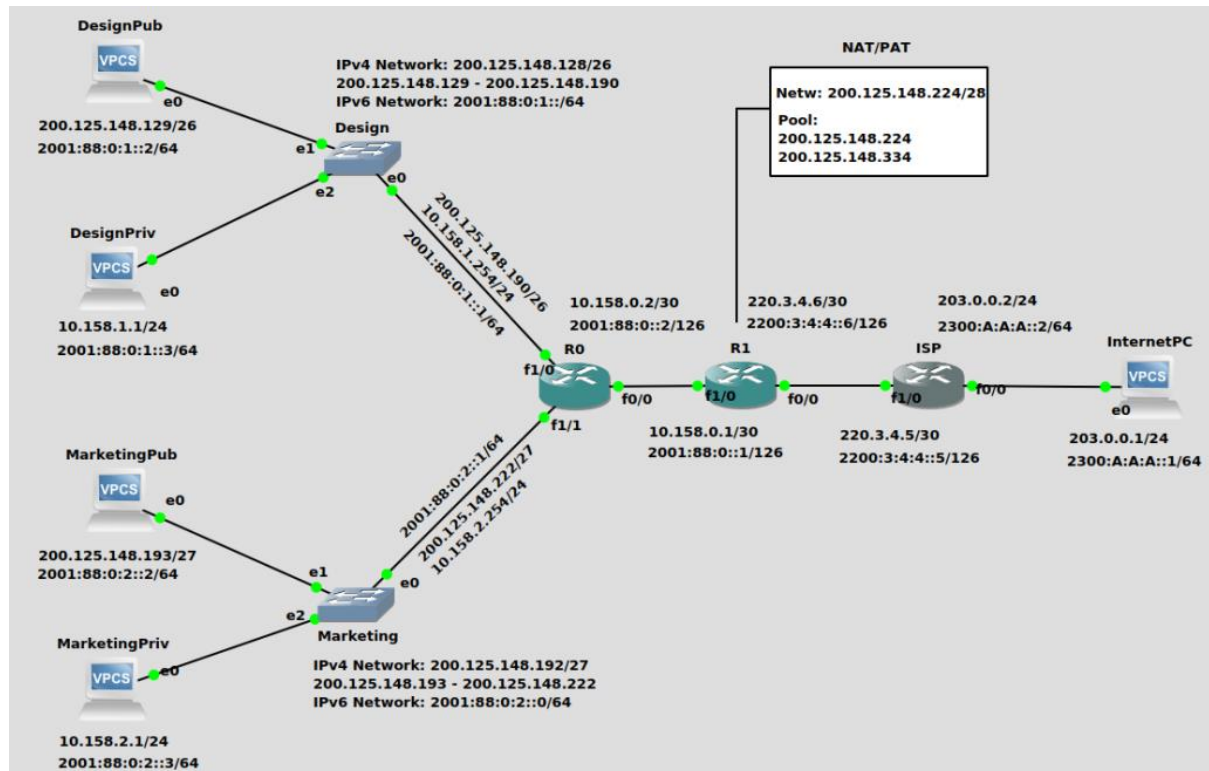 DesignPub
VPCS
e0
200.125.148.129/26
2001:88:0:1::2/64
IPv4 Network: 200.125.148.128/26
200.125.148.129 - 200.125.148.190
IPv6 Network: 2001:88:0:1::/64
Design
e1
e2
e0
NAT/PAT
Netw: 200.125.148.224/28
Pool:
200.125.148.224
200.125.148.334
DesignPriv
VPCS
e0
10.158.1.1/24
2001:88:0:1::3/64
200.125.148.190/26
10.158.1.254/24
2001:88:0:1::1/64
10.158.0.2/30
2001:88:0::2/126
R0
f1/0
f0/0
f1/1
220.3.4.6/30
2200:3:4:4::6/126
R1
f1/0
f0/0
10.158.0.1/30
2001:88:0::1/126
203.0.0.2/24
2300:A:A:A::2/64
ISP
f1/0
f0/0
220.3.4.5/30
2200:3:4:4::5/126
InternetPC
VPCS
e0
203.0.0.1/24
2300:A:A:A::1/64
MarketingPub
VPCS
e0
200.125.148.193/27
2001:88:0:2::2/64
2001:88:0:2::1/64
200.125.148.222/27
10.158.2.254/24
e1
e2
e0
Marketing
IPv4 Network: 200.125.148.192/27
200.125.148.193 - 200.125.148.222
IPv6 Network: 2001:88:0:2::0/64
MarketingPriv
VPCS
e0
10.158.2.1/24
2001:88:0:2::3/64